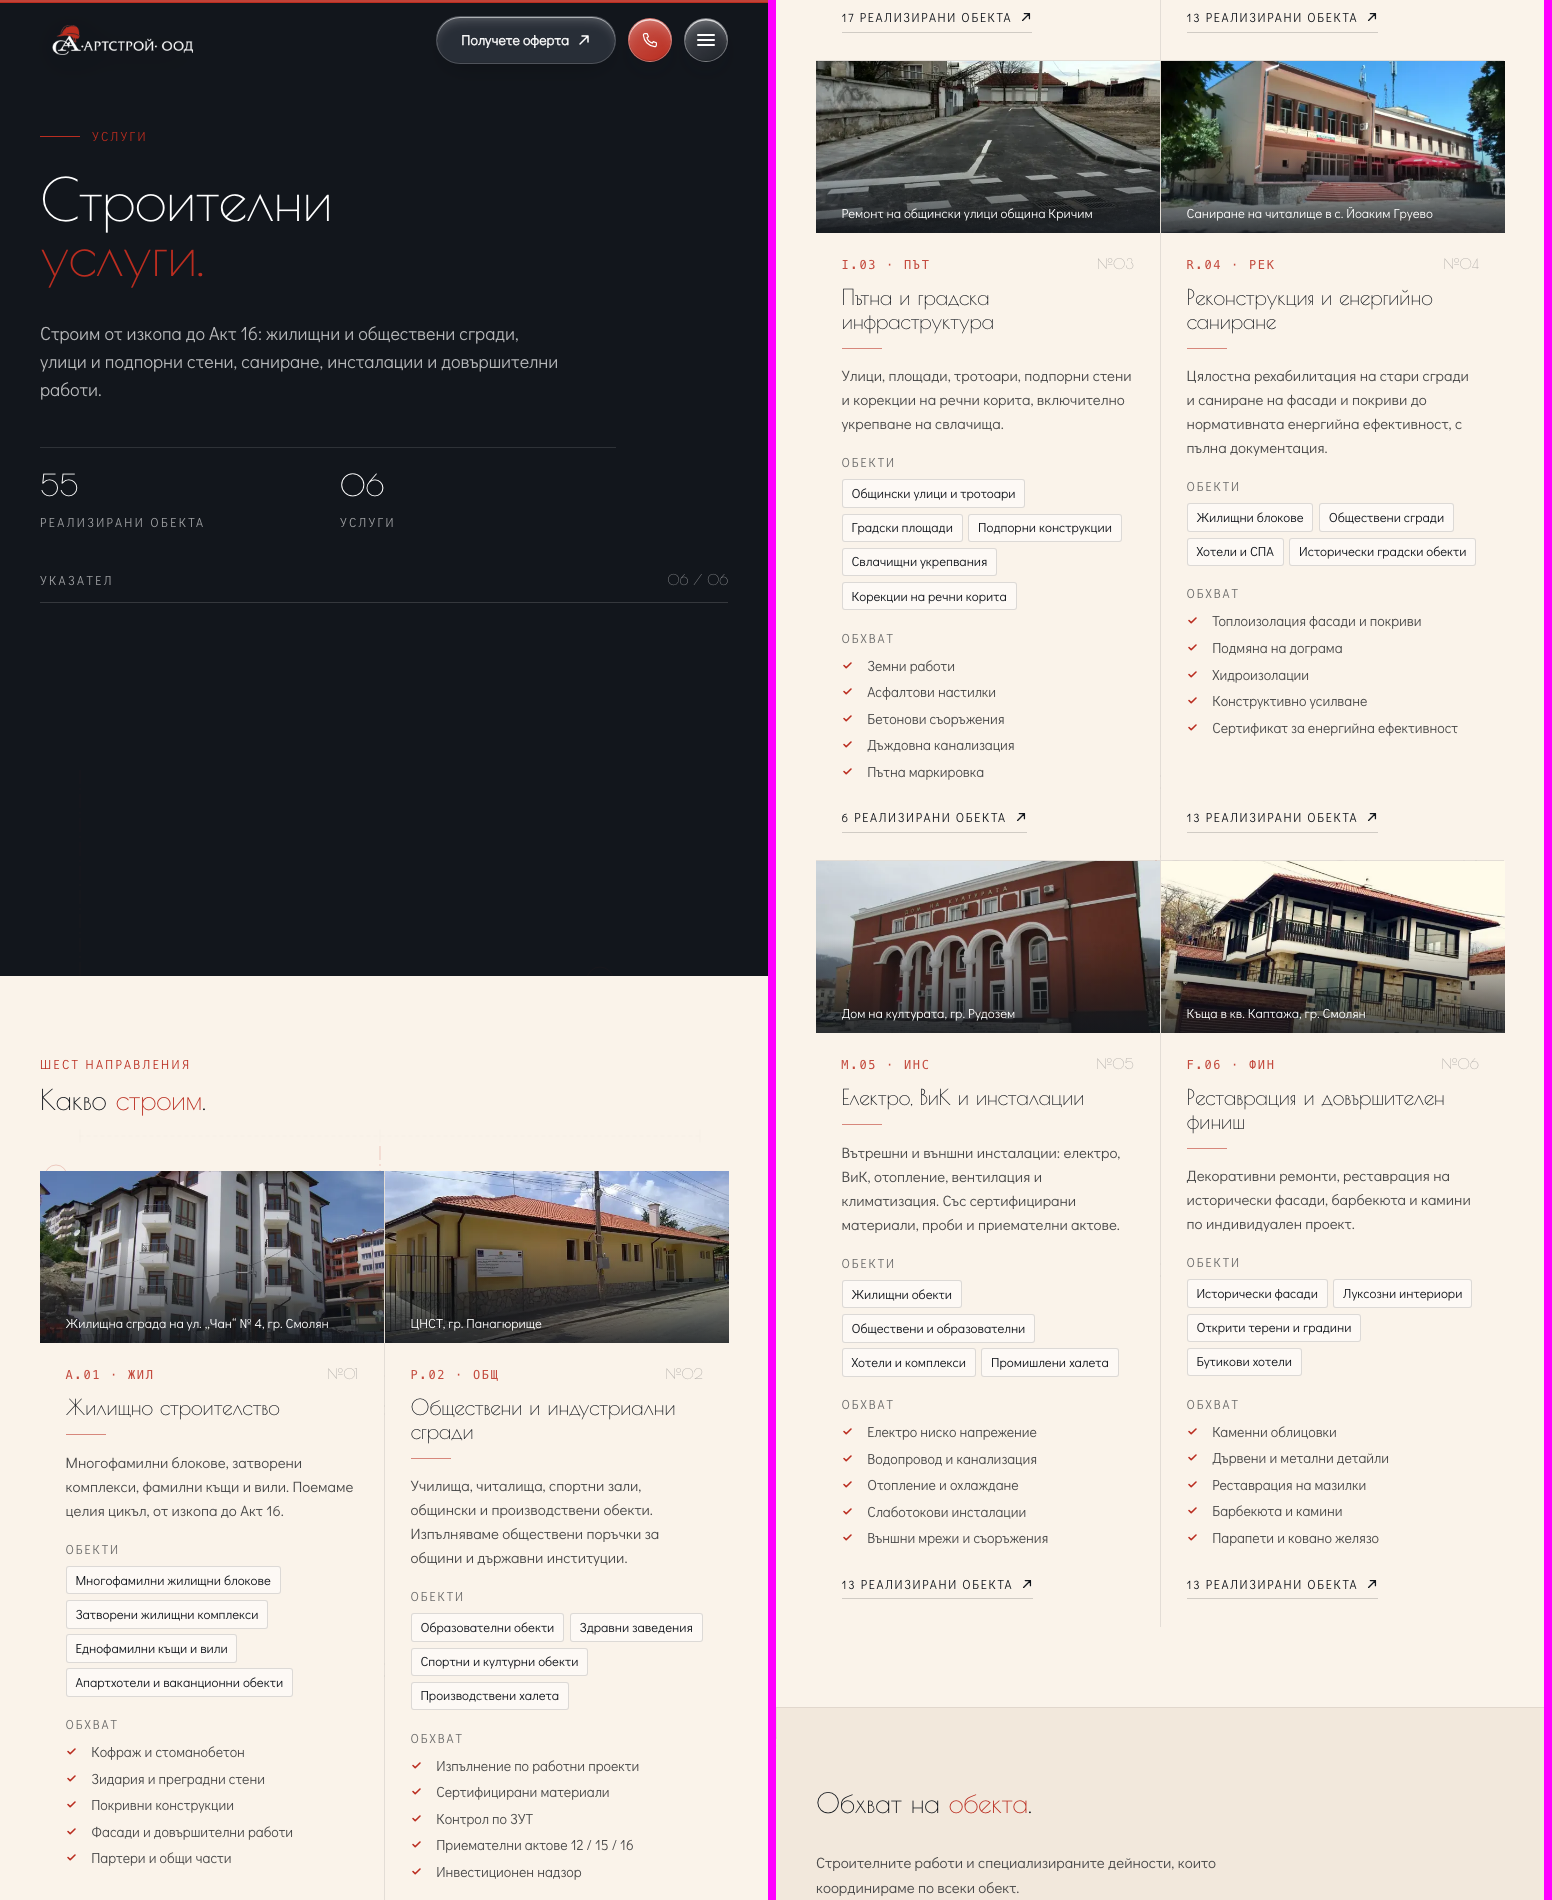 АРТСТРОЙ· ООД
Получете оферта
УСЛУГИ
Строителни
услуги.
Строим от изкопа до Акт 16: жилищни и обществени сгради,
улици и подпорни стени, саниране, инсталации и довършителни
работи.
55
РЕАЛИЗИРАНИ ОБЕКТА
06
УСЛУГИ
УКАЗАТЕЛ
06 / 06
ШЕСТ НАПРАВЛЕНИЯ
Какво строим.
Жилищна сграда на ул. „Чан“ № 4, гр. Смолян
A.01 · ЖИЛ
№01
Жилищно строителство
Многофамилни блокове, затворени
комплекси, фамилни къщи и вили. Поемаме
целия цикъл, от изкопа до Акт 16.
ОБЕКТИ
Многофамилни жилищни блокове
Затворени жилищни комплекси
Еднофамилни къщи и вили
Апартхотели и ваканционни обекти
ОБХВАТ
Кофраж и стоманобетон
Зидария и преградни стени
Покривни конструкции
Фасади и довършителни работи
Партери и общи части
ЦНСТ, гр. Панагюрище
P.02 · ОБЩ
№02
Обществени и индустриални
сгради
Училища, читалища, спортни зали,
общински и производствени обекти.
Изпълняваме обществени поръчки за
общини и държавни институции.
ОБЕКТИ
Образователни обекти Здравни заведения
Спортни и културни обекти
Производствени халета
ОБХВАТ
Изпълнение по работни проекти
Сертифицирани материали
Контрол по ЗУТ
Приемателни актове 12 / 15 / 16
Инвестиционен надзор
17 РЕАЛИЗИРАНИ ОБЕКТА
13 РЕАЛИЗИРАНИ ОБЕКТА
Ремонт на общински улици община Кричим
I.03 · ПЪТ
№03
Пътна и градска
инфраструктура
Улици, площади, тротоари, подпорни стени
и корекции на речни корита, включително
укрепване на свлачища.
ОБЕКТИ
Общински улици и тротоари
Градски площади Подпорни конструкции
Свлачищни укрепвания
Корекции на речни корита
ОБХВАТ
Земни работи
Асфалтови настилки
Бетонови съоръжения
Дъждовна канализация
Пътна маркировка
6 РЕАЛИЗИРАНИ ОБЕКТА
Саниране на читалище в с. Йоаким Груево
R.04 · РЕК
№04
Реконструкция и енергийно
саниране
Цялостна рехабилитация на стари сгради
и саниране на фасади и покриви до
нормативната енергийна ефективност, с
пълна документация.
ОБЕКТИ
Жилищни блокове Обществени сгради
Хотели и СПА Исторически градски обекти
ОБХВАТ
Топлоизолация фасади и покриви
Подмяна на дограма
Хидроизолации
Конструктивно усилване
Сертификат за енергийна ефективност
13 РЕАЛИЗИРАНИ ОБЕКТА
ДОМ НА КУЛТУРАТА
Дом на културата, гр. Рудозем
M.05 · ИНС
№05
Електро, ВиК и инсталации
Вътрешни и външни инсталации: електро,
ВиК, отопление, вентилация и
климатизация. Със сертифицирани
материали, проби и приемателни актове.
ОБЕКТИ
Жилищни обекти
Обществени и образователни
Хотели и комплекси Промишлени халета
ОБХВАТ
Електро ниско напрежение
Водопровод и канализация
Отопление и охлаждане
Слаботокови инсталации
Външни мрежи и съоръжения
13 РЕАЛИЗИРАНИ ОБЕКТА
Къща в кв. Каптажа, гр. Смолян
F.06 · ФИН
№06
Реставрация и довършителен
финиш
Декоративни ремонти, реставрация на
исторически фасади, барбекюта и камини
по индивидуален проект.
ОБЕКТИ
Исторически фасади Луксозни интериори
Открити терени и градини
Бутикови хотели
ОБХВАТ
Каменни облицовки
Дървени и метални детайли
Реставрация на мазилки
Барбекюта и камини
Парапети и ковано желязо
13 РЕАЛИЗИРАНИ ОБЕКТА
Обхват на обекта.
Строителните работи и специализираните дейности, които
координираме по всеки обект.